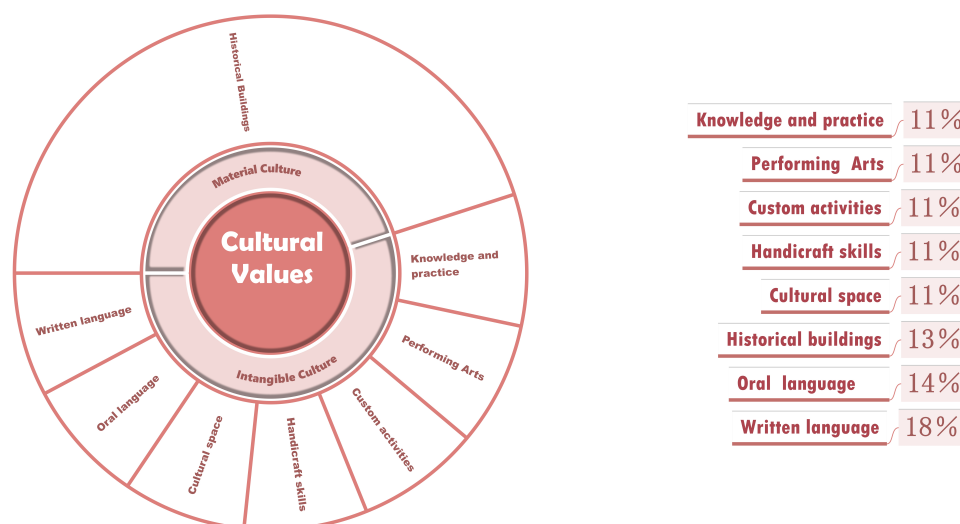 Historical Buildings
Material Culture
Cultural
Values
Knowledge and
practice
Written language
Performing Arts
Intangible Culture
Oral language
Custom activities
Cultural space
Handicraft skills
Knowledge and practice 11%
Performing Arts 11%
Custom activities 11%
Handicraft skills 11%
Cultural space 11%
Historical buildings 13%
Oral language 14%
Written language 18%